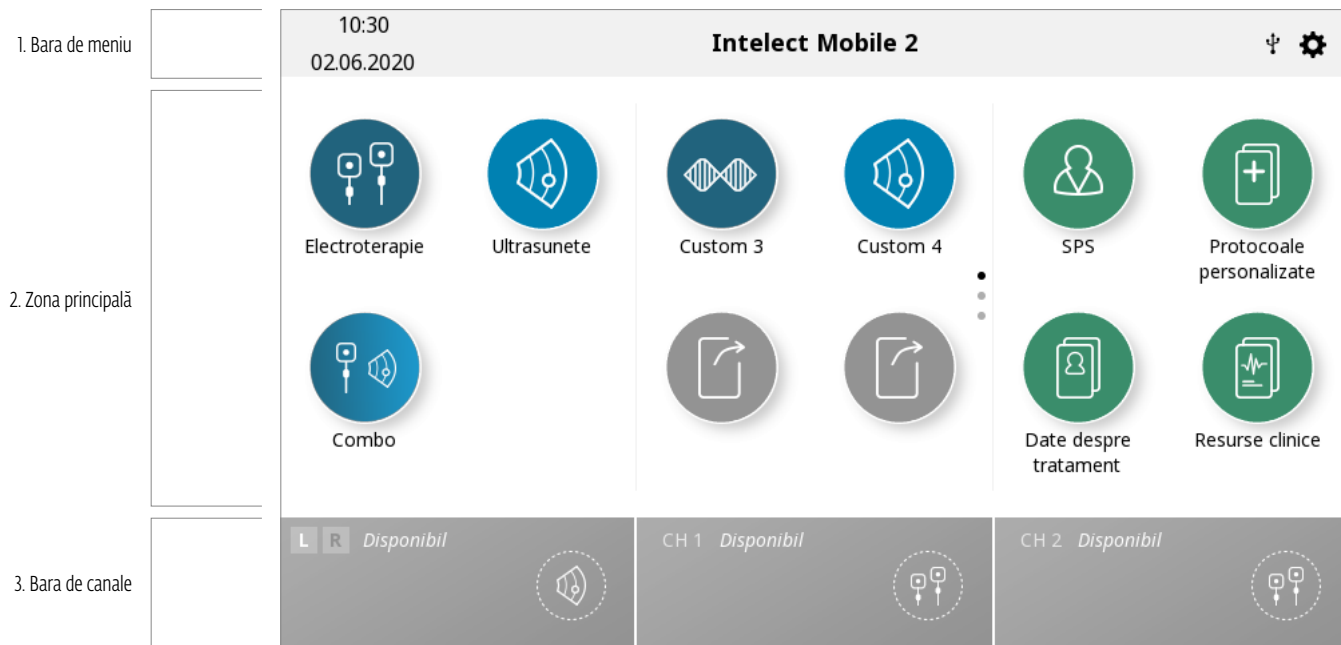 1. Bara de meniu
10:30
02.06.2020
Intelect Mobile 2
2. Zona principală
Electroterapie
Ultrasunete
Custom 3
Custom 4
SPS
Protocoale
personalizate
Combo
Date despre
tratament
Resurse clinice
3. Bara de canale
L R Disponibil
CH 1 Disponibil
CH 2 Disponibil